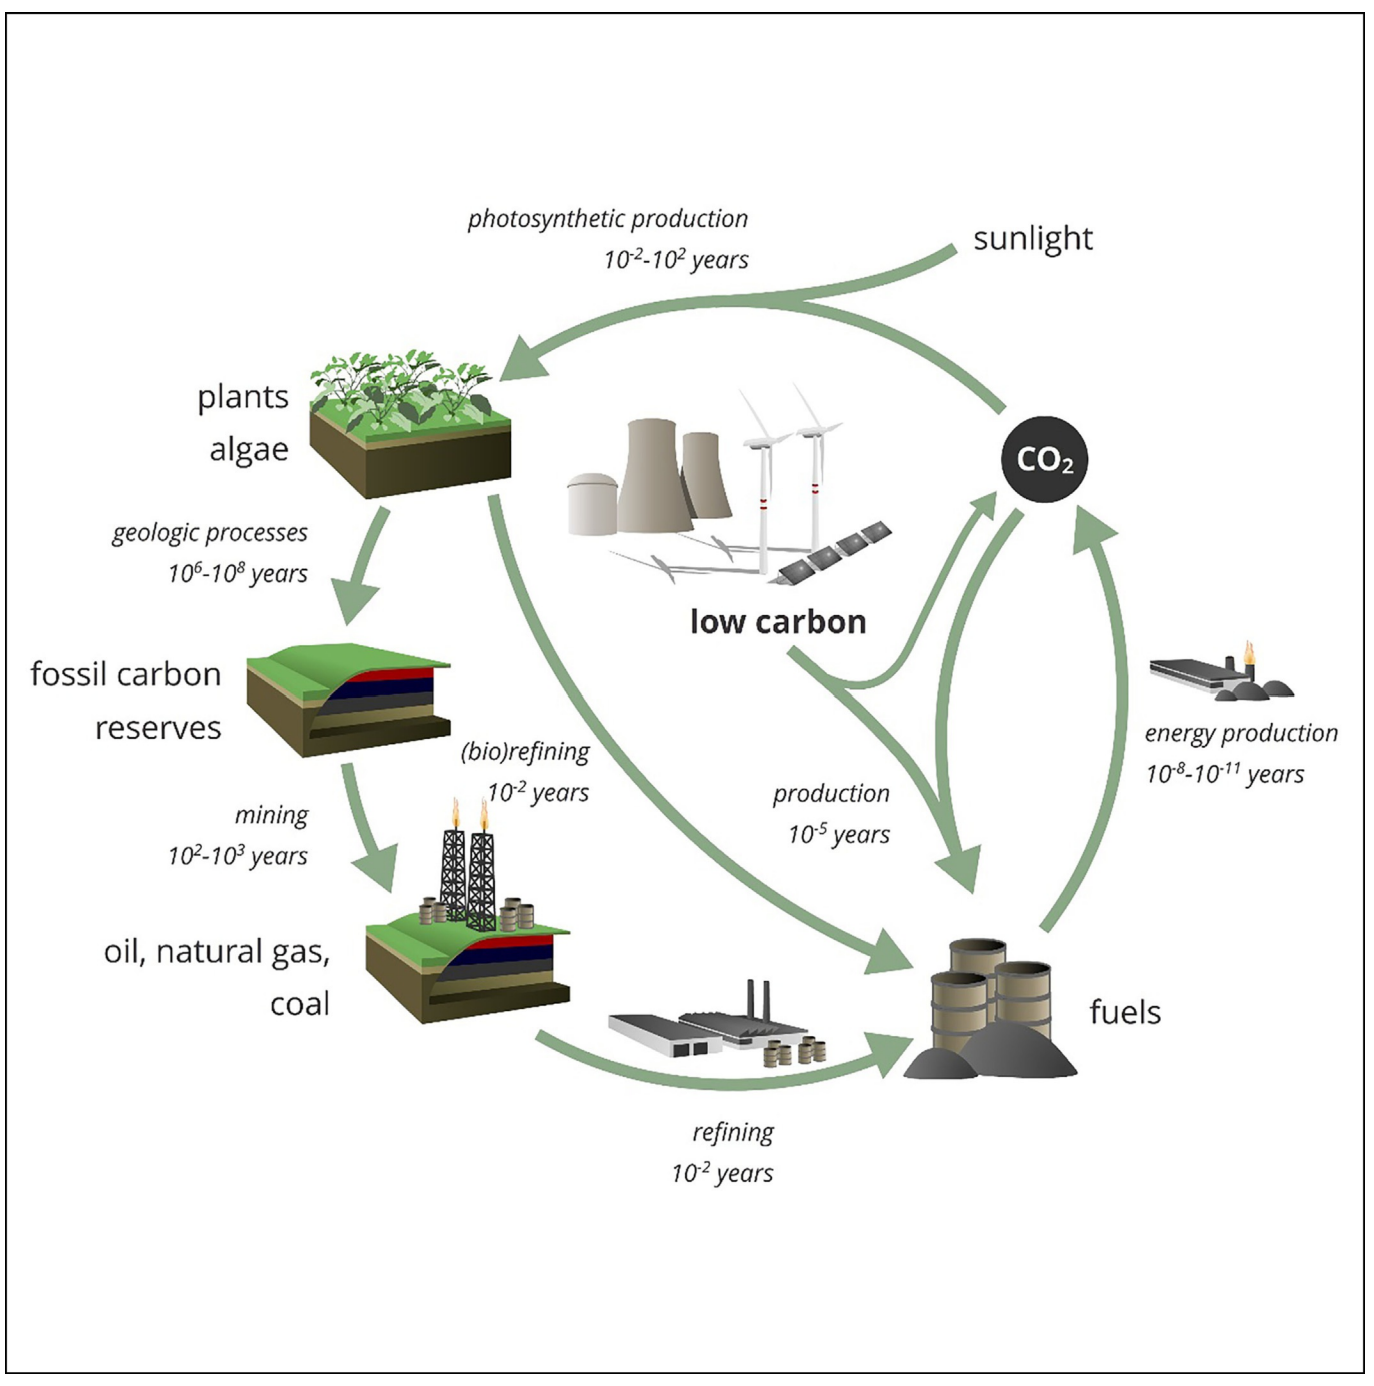 photosynthetic production
10⁻²-10² years
sunlight
plants
algae
CO₂
geologic processes
10⁶-10⁸ years
low carbon
fossil carbon
reserves
energy production
10⁻⁸-10⁻¹¹ years
(bio)refining
10⁻² years
production
10⁻⁵ years
mining
10²-10³ years
oil, natural gas,
coal
fuels
refining
10⁻² years